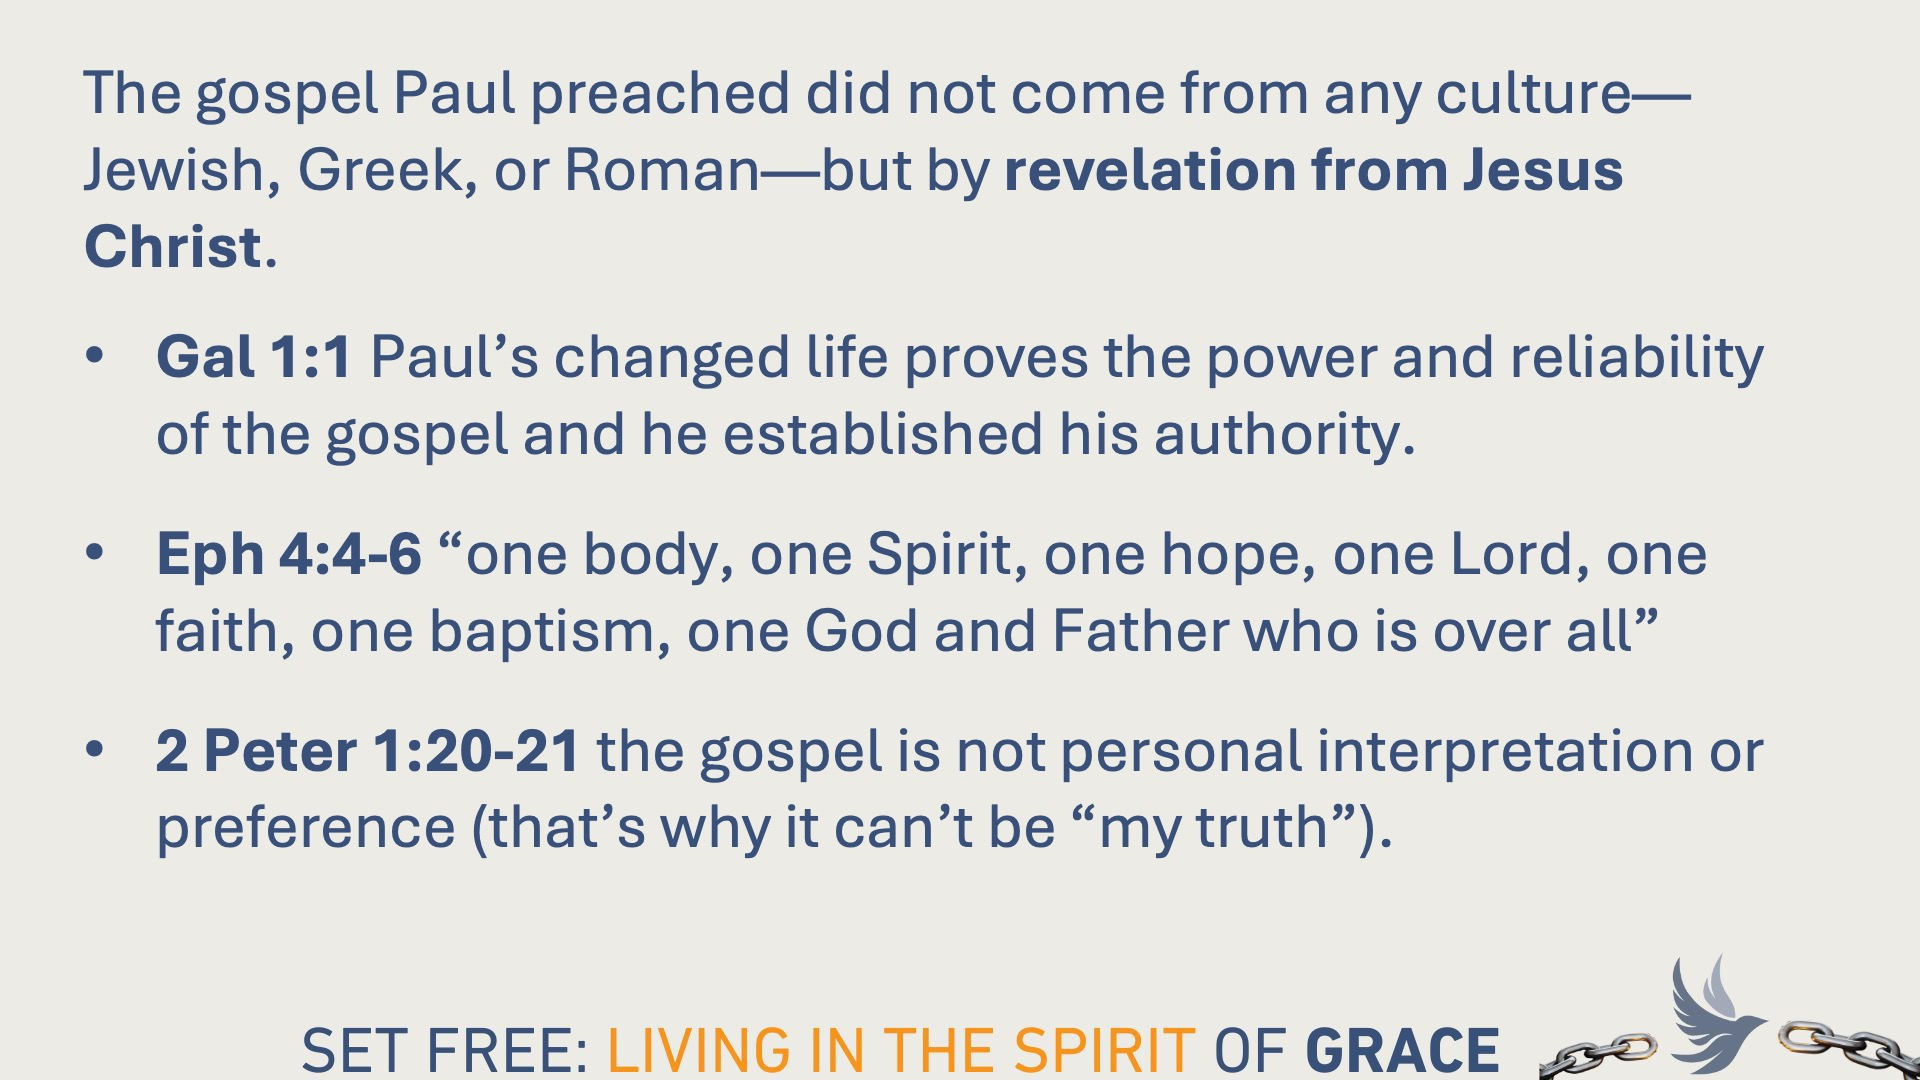 The gospel Paul preached did not come from any culture—
Jewish, Greek, or Roman—but by revelation from Jesus
Christ.
• Gal 1:1 Paul’s changed life proves the power and reliability
of the gospel and he established his authority.
• Eph 4:4-6 “one body, one Spirit, one hope, one Lord, one
faith, one baptism, one God and Father who is over all”
• 2 Peter 1:20-21 the gospel is not personal interpretation or
preference (that’s why it can’t be “my truth”).
SET FREE: LIVING IN THE SPIRIT OF GRACE